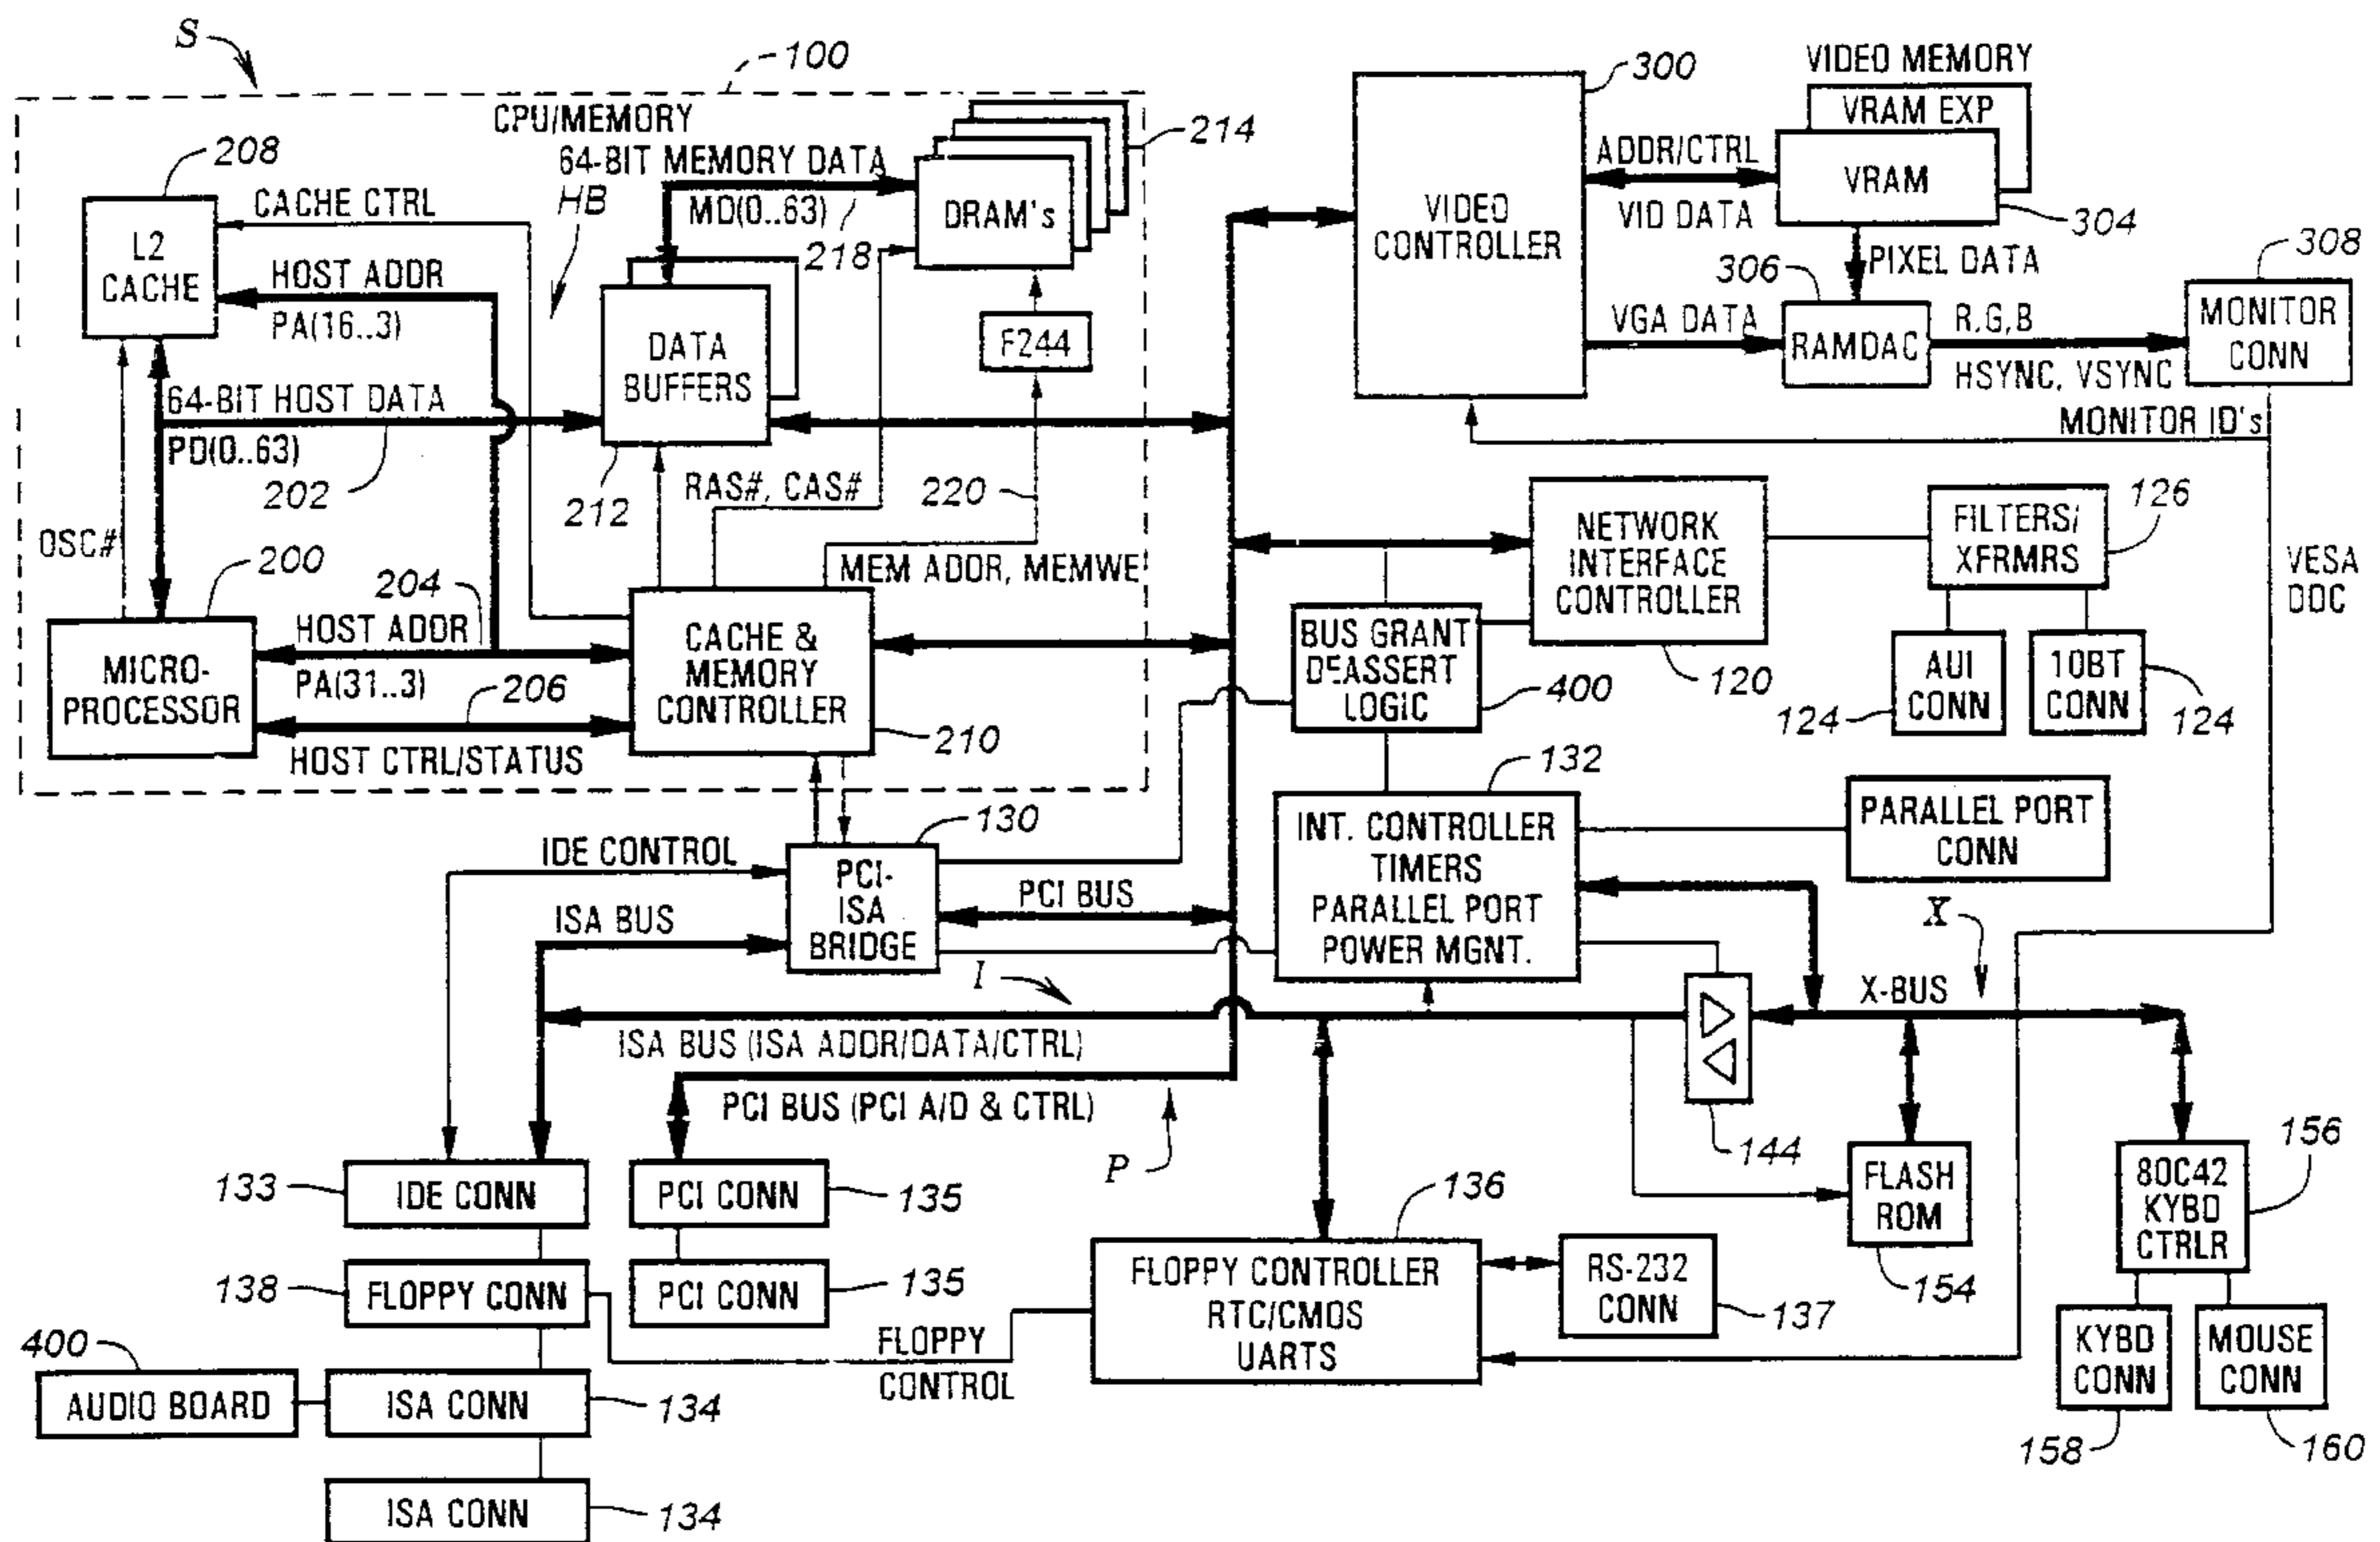 S
100
CPU/MEMORY
64-BIT MEMORY DATA
MD(0..63)
218
HB
214
DRAM's
208
L2
CACHE
CACHE CTRL
HOST ADDR
PA(16..3)
DATA
BUFFERS
212
F244
64-BIT HOST DATA
PD(0..63)
202
OSC#
RAS#, CAS#
220
MEM ADDR, MEMWE
200
MICRO-
PROCESSOR
204
HOST ADDR
PA(31..3)
206
HOST CTRL/STATUS
CACHE &
MEMORY
CONTROLLER
210
300
VIDEO
CONTROLLER
VIDEO MEMORY
VRAM EXP
VRAM
304
ADDR/CTRL
VID DATA
PIXEL DATA
306
VGA DATA
RAMDAC
R,G,B
HSYNC, VSYNC
308
MONITOR
CONN
MONITOR ID's
VESA
DDC
NETWORK
INTERFACE
CONTROLLER
120
FILTERS/
XFRMRS
126
AUI
CONN
124
10BT
CONN
124
BUS GRANT
DEASSERT
LOGIC
400
132
INT. CONTROLLER
TIMERS
PARALLEL PORT
POWER MGNT.
PARALLEL PORT
CONN
130
PCI-
ISA
BRIDGE
IDE CONTROL
ISA BUS
PCI BUS
I
X
X-BUS
ISA BUS (ISA ADDR/DATA/CTRL)
PCI BUS (PCI A/D & CTRL)
P
144
133
IDE CONN
PCI CONN
135
138
FLOPPY CONN
PCI CONN
135
400
AUDIO BOARD
ISA CONN
134
ISA CONN
134
FLOPPY
CONTROL
136
FLOPPY CONTROLLER
RTC/CMOS
UARTS
RS-232
CONN
137
FLASH
ROM
154
156
80C42
KYBD
CTRLR
KYBD
CONN
158
MOUSE
CONN
160